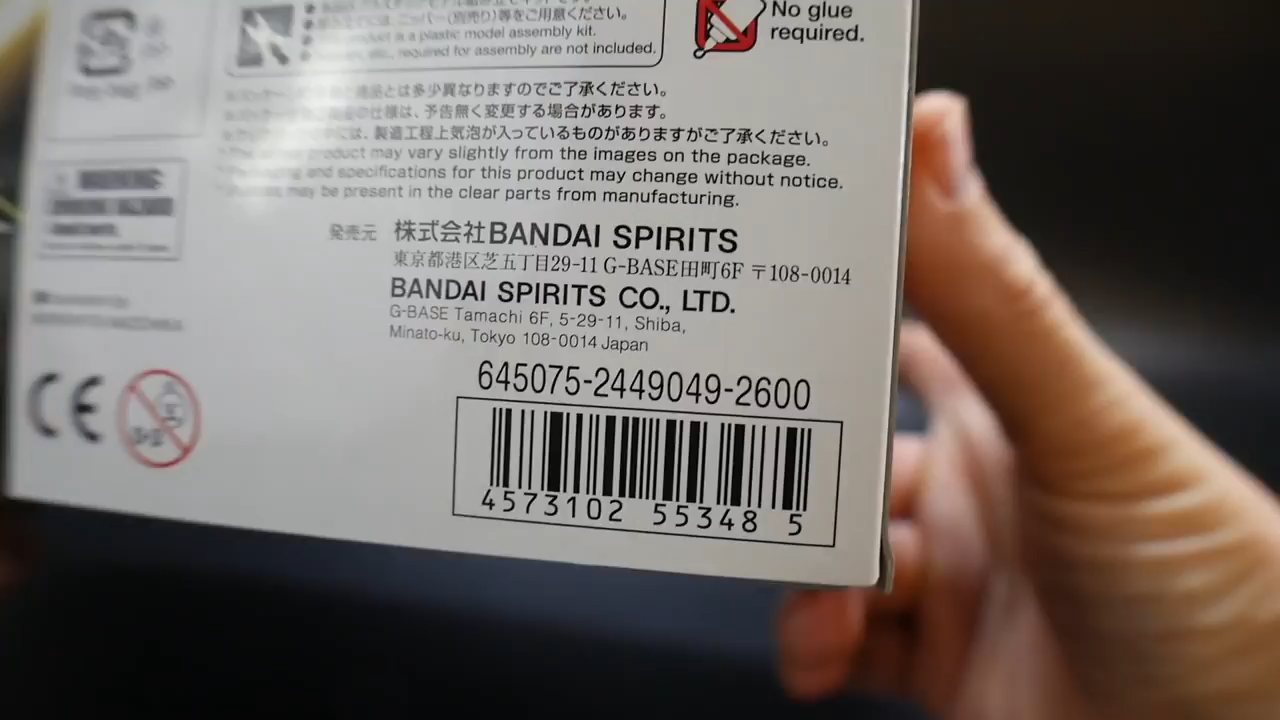 ニッパー(別売り)等をご用意ください。
product is a plastic model assembly kit.
etc., required for assembly are not included.
No glue
required.
商品とは多少異なりますのでご了承ください。
の仕様は、予告無く変更する場合があります。
には、製造工程上気泡が入っているものがありますがご了承ください。
product may vary slightly from the images on the package.
and specifications for this product may change without notice.
may be present in the clear parts from manufacturing.
発売元 株式会社BANDAI SPIRITS
東京都港区芝五丁目29-11 G-BASE田町6F 〒108-0014
BANDAI SPIRITS CO., LTD.
G-BASE Tamachi 6F, 5-29-11, Shiba,
Minato-ku, Tokyo 108-0014 Japan
645075-2449049-2600
4573102 55348 5
WARNING
CE
0-3